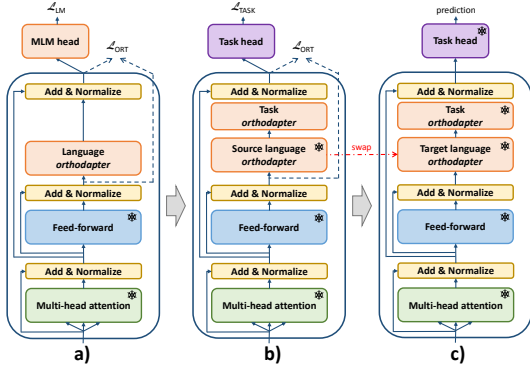 ℒLM
MLM head
ℒORT
Add & Normalize
Language
orthodapter
Add & Normalize
Feed-forward
Add & Normalize
Multi-head attention
a)
ℒTASK
Task head
ℒORT
Add & Normalize
Task
orthodapter
Source language
orthodapter
Add & Normalize
Feed-forward
Add & Normalize
Multi-head attention
b)
swap
prediction
Task head
Add & Normalize
Task
orthodapter
Target language
orthodapter
Add & Normalize
Feed-forward
Add & Normalize
Multi-head attention
c)